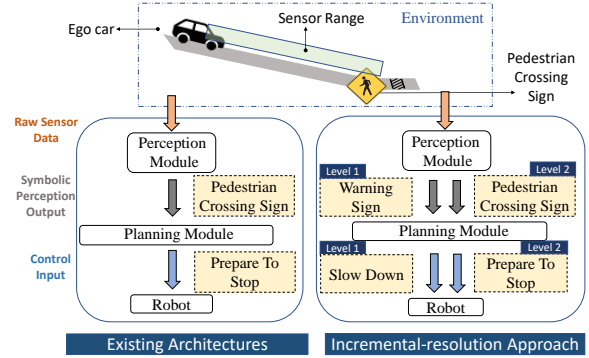 Ego car
Sensor Range
Environment
Pedestrian
Crossing
Sign
Raw Sensor
Data
Symbolic
Perception
Output
Control
Input
Perception
Module
Pedestrian
Crossing Sign
Planning Module
Prepare To
Stop
Robot
Existing Architectures
Perception
Module
Level 1
Warning
Sign
Level 2
Pedestrian
Crossing Sign
Planning Module
Level 1
Slow Down
Level 2
Prepare To
Stop
Robot
Incremental-resolution Approach